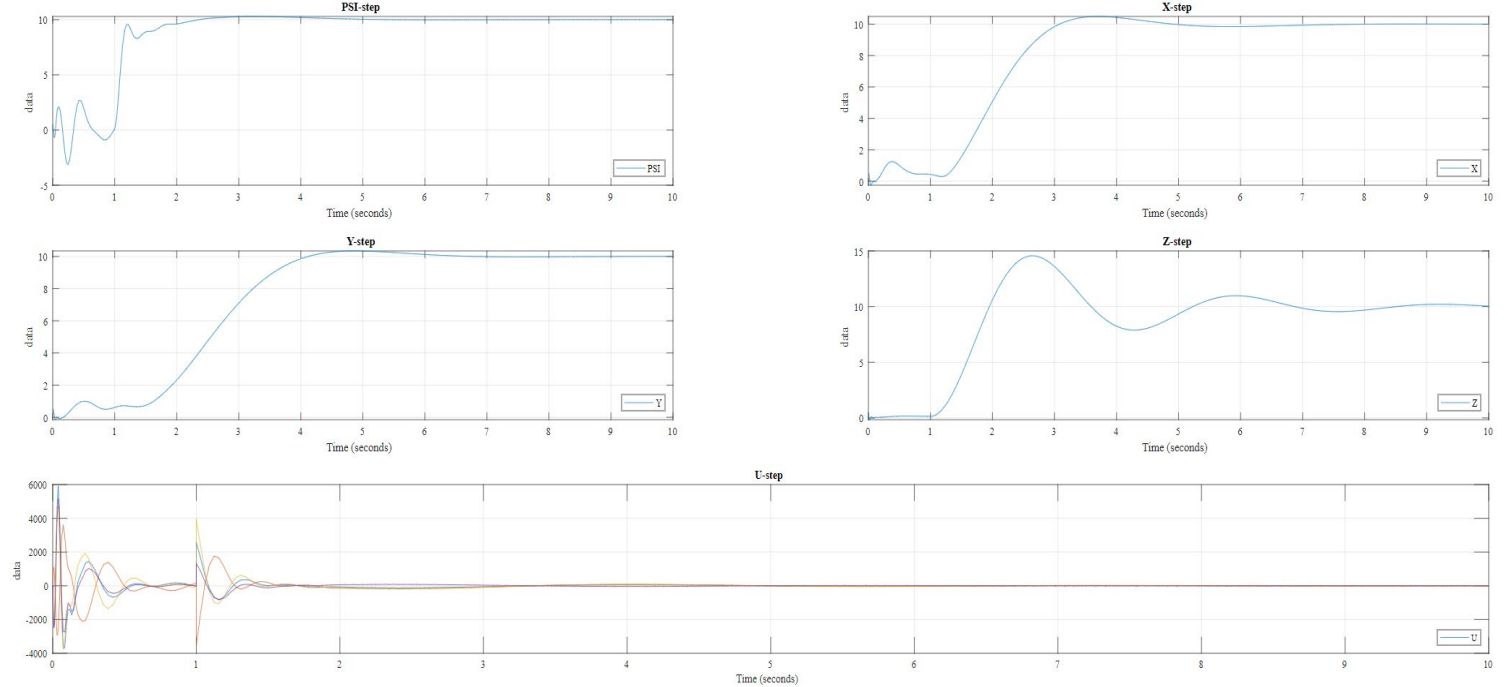 PSI-step
10
5
0
-5
data
0 1 2 3 4 5 6 7 8 9 10
Time (seconds)
PSI
X-step
10
8
6
4
2
0
data
0 1 2 3 4 5 6 7 8 9 10
Time (seconds)
X
Y-step
10
8
6
4
2
0
data
0 1 2 3 4 5 6 7 8 9 10
Time (seconds)
Y
Z-step
15
10
5
0
data
0 1 2 3 4 5 6 7 8 9 10
Time (seconds)
Z
U-step
6000
4000
2000
0
-2000
-4000
data
0 1 2 3 4 5 6 7 8 9 10
Time (seconds)
U